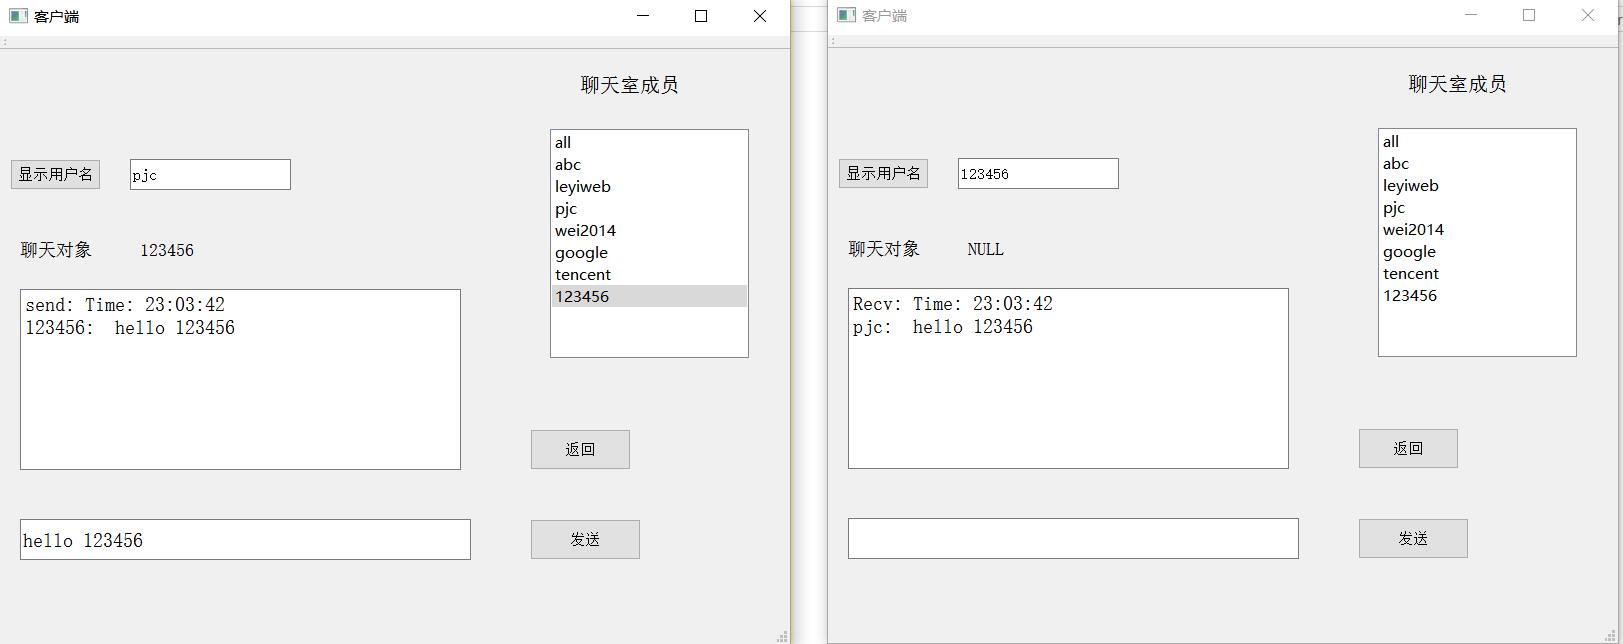 客户端
聊天室成员
all
abc
leyiweb
pjc
wei2014
google
tencent
123456
显示用户名
pjc
聊天对象 123456
send: Time: 23:03:42
123456:  hello 123456
返回
hello 123456
发送
客户端
聊天室成员
all
abc
leyiweb
pjc
wei2014
google
tencent
123456
显示用户名
123456
聊天对象 NULL
Recv: Time: 23:03:42
pjc:  hello 123456
返回
发送